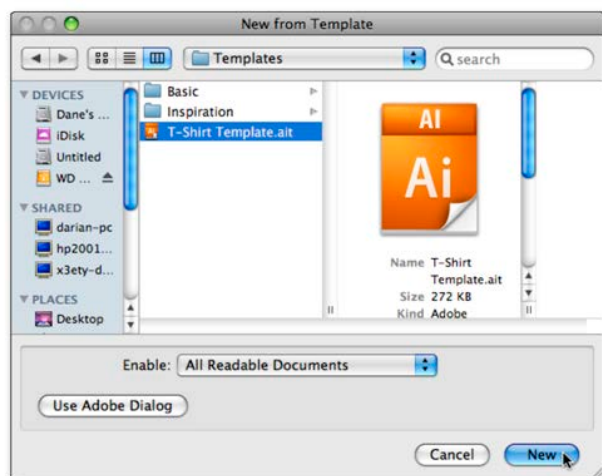 New from Template
Templates
search
DEVICES
Dane's ...
iDisk
Untitled
WD ...
SHARED
darian-pc
hp2001...
x3ety-d...
PLACES
Desktop
Basic
Inspiration
T-Shirt Template.ait
AI
Ai
Name T-Shirt
Template.ait
Size 272 KB
Kind Adobe
Enable: All Readable Documents
Use Adobe Dialog
Cancel
New